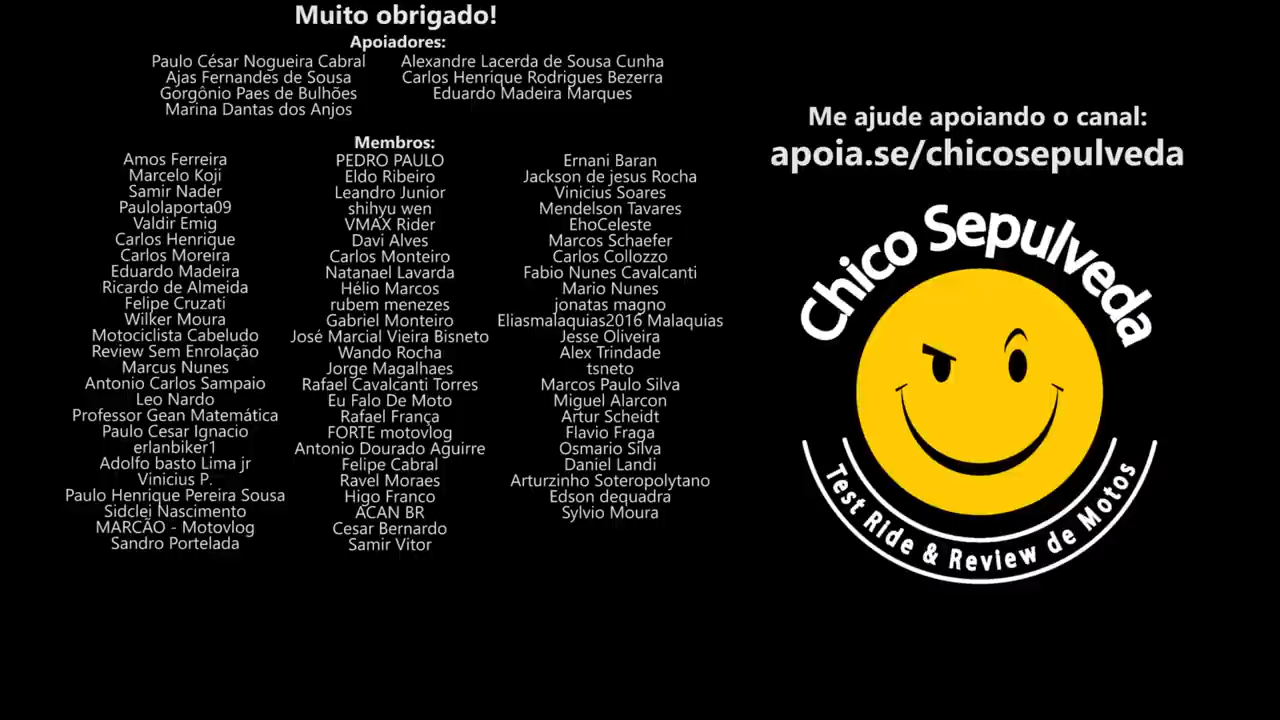 Muito obrigado!
Apoiadores:
Paulo César Nogueira Cabral
Ajas Fernandes de Sousa
Gorgônio Paes de Bulhões
Marina Dantas dos Anjos
Alexandre Lacerda de Sousa Cunha
Carlos Henrique Rodrigues Bezerra
Eduardo Madeira Marques
Membros:
Amos Ferreira
Marcelo Koji
Samir Nader
Paulolaporta09
Valdir Emig
Carlos Henrique
Carlos Moreira
Eduardo Madeira
Ricardo de Almeida
Felipe Cruzati
Wilker Moura
Motociclista Cabeludo
Review Sem Enrolação
Marcus Nunes
Antonio Carlos Sampaio
Leo Nardo
Professor Gean Matemática
Paulo Cesar Ignacio
erlanbiker1
Adolfo basto Lima jr
Vinicius P.
Paulo Henrique Pereira Sousa
Sidclei Nascimento
MARCÃO - Motovlog
Sandro Portelada
PEDRO PAULO
Eldo Ribeiro
Leandro Junior
shihyu wen
VMAX Rider
Davi Alves
Carlos Monteiro
Natanael Lavarda
Hélio Marcos
rubem menezes
Gabriel Monteiro
José Marcial Vieira Bisneto
Wando Rocha
Jorge Magalhaes
Rafael Cavalcanti Torres
Eu Falo De Moto
Rafael França
FORTE motovlog
Antonio Dourado Aguirre
Felipe Cabral
Ravel Moraes
Higo Franco
ACAN BR
Cesar Bernardo
Samir Vitor
Ernani Baran
Jackson de jesus Rocha
Vinicius Soares
Mendelson Tavares
EhoCeleste
Marcos Schaefer
Carlos Collozzo
Fabio Nunes Cavalcanti
Mario Nunes
jonatas magno
Eliasmalaquias2016 Malaquias
Jesse Oliveira
Alex Trindade
tsneto
Marcos Paulo Silva
Miguel Alarcon
Artur Scheidt
Flavio Fraga
Osmario Silva
Daniel Landi
Arturzinho Soteropolytano
Edson dequadra
Sylvio Moura
Me ajude apoiando o canal:
apoia.se/chicosepulveda
Chico Sepulveda
Test Ride & Review de Motos